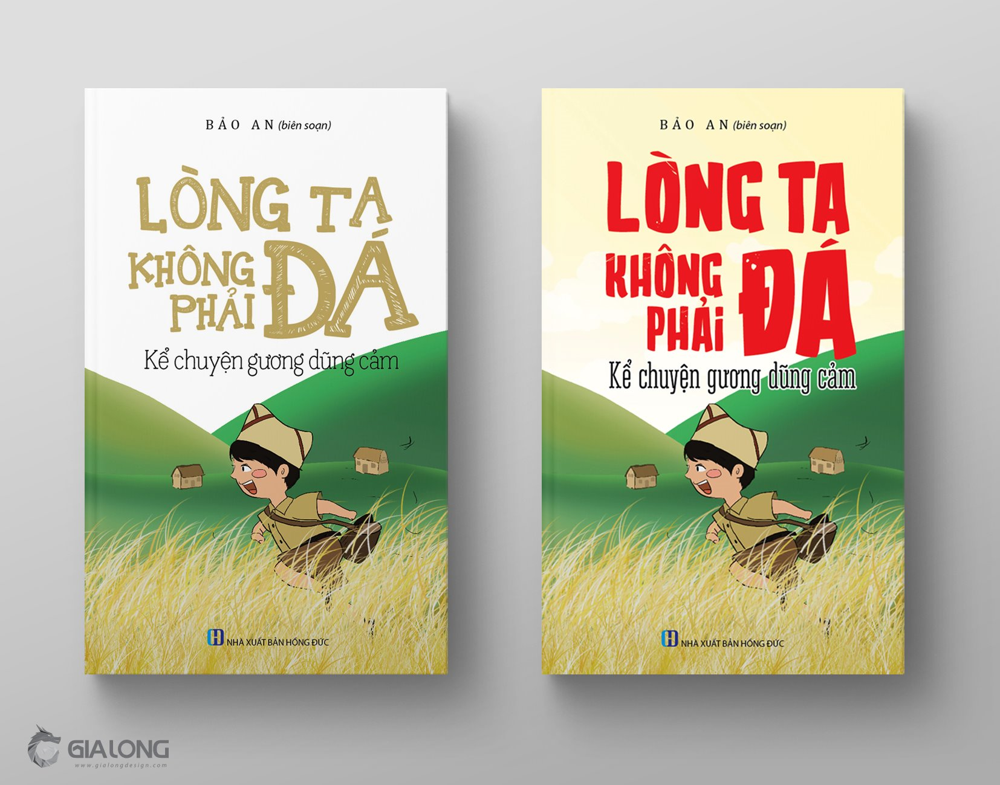 BẢO AN (biên soạn)
LÒNG TA
KHÔNG
PHẢI
ĐÁ
Kể chuyện gương dũng cảm
NHÀ XUẤT BẢN HỒNG ĐỨC
BẢO AN (biên soạn)
LÒNG TA
KHÔNG
PHẢi
ĐÁ
Kể chuyện gương dũng cảm
NHÀ XUẤT BẢN HỒNG ĐỨC
GIALONG
www.gialongdesign.com